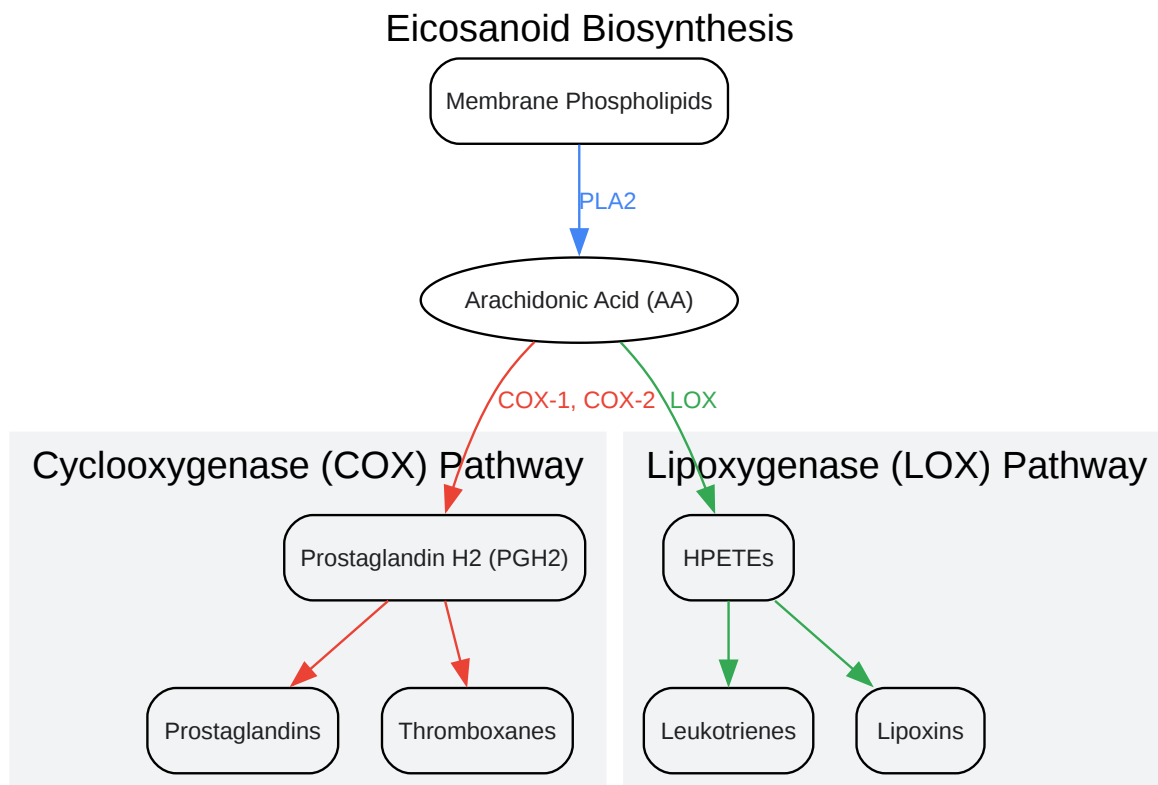 Eicosanoid Biosynthesis
Membrane Phospholipids
PLA2
Arachidonic Acid (AA)
COX-1, COX-2
LOX
Cyclooxygenase (COX) Pathway
Lipoxygenase (LOX) Pathway
Prostaglandin H2 (PGH2)
HPETEs
Prostaglandins
Thromboxanes
Leukotrienes
Lipoxins